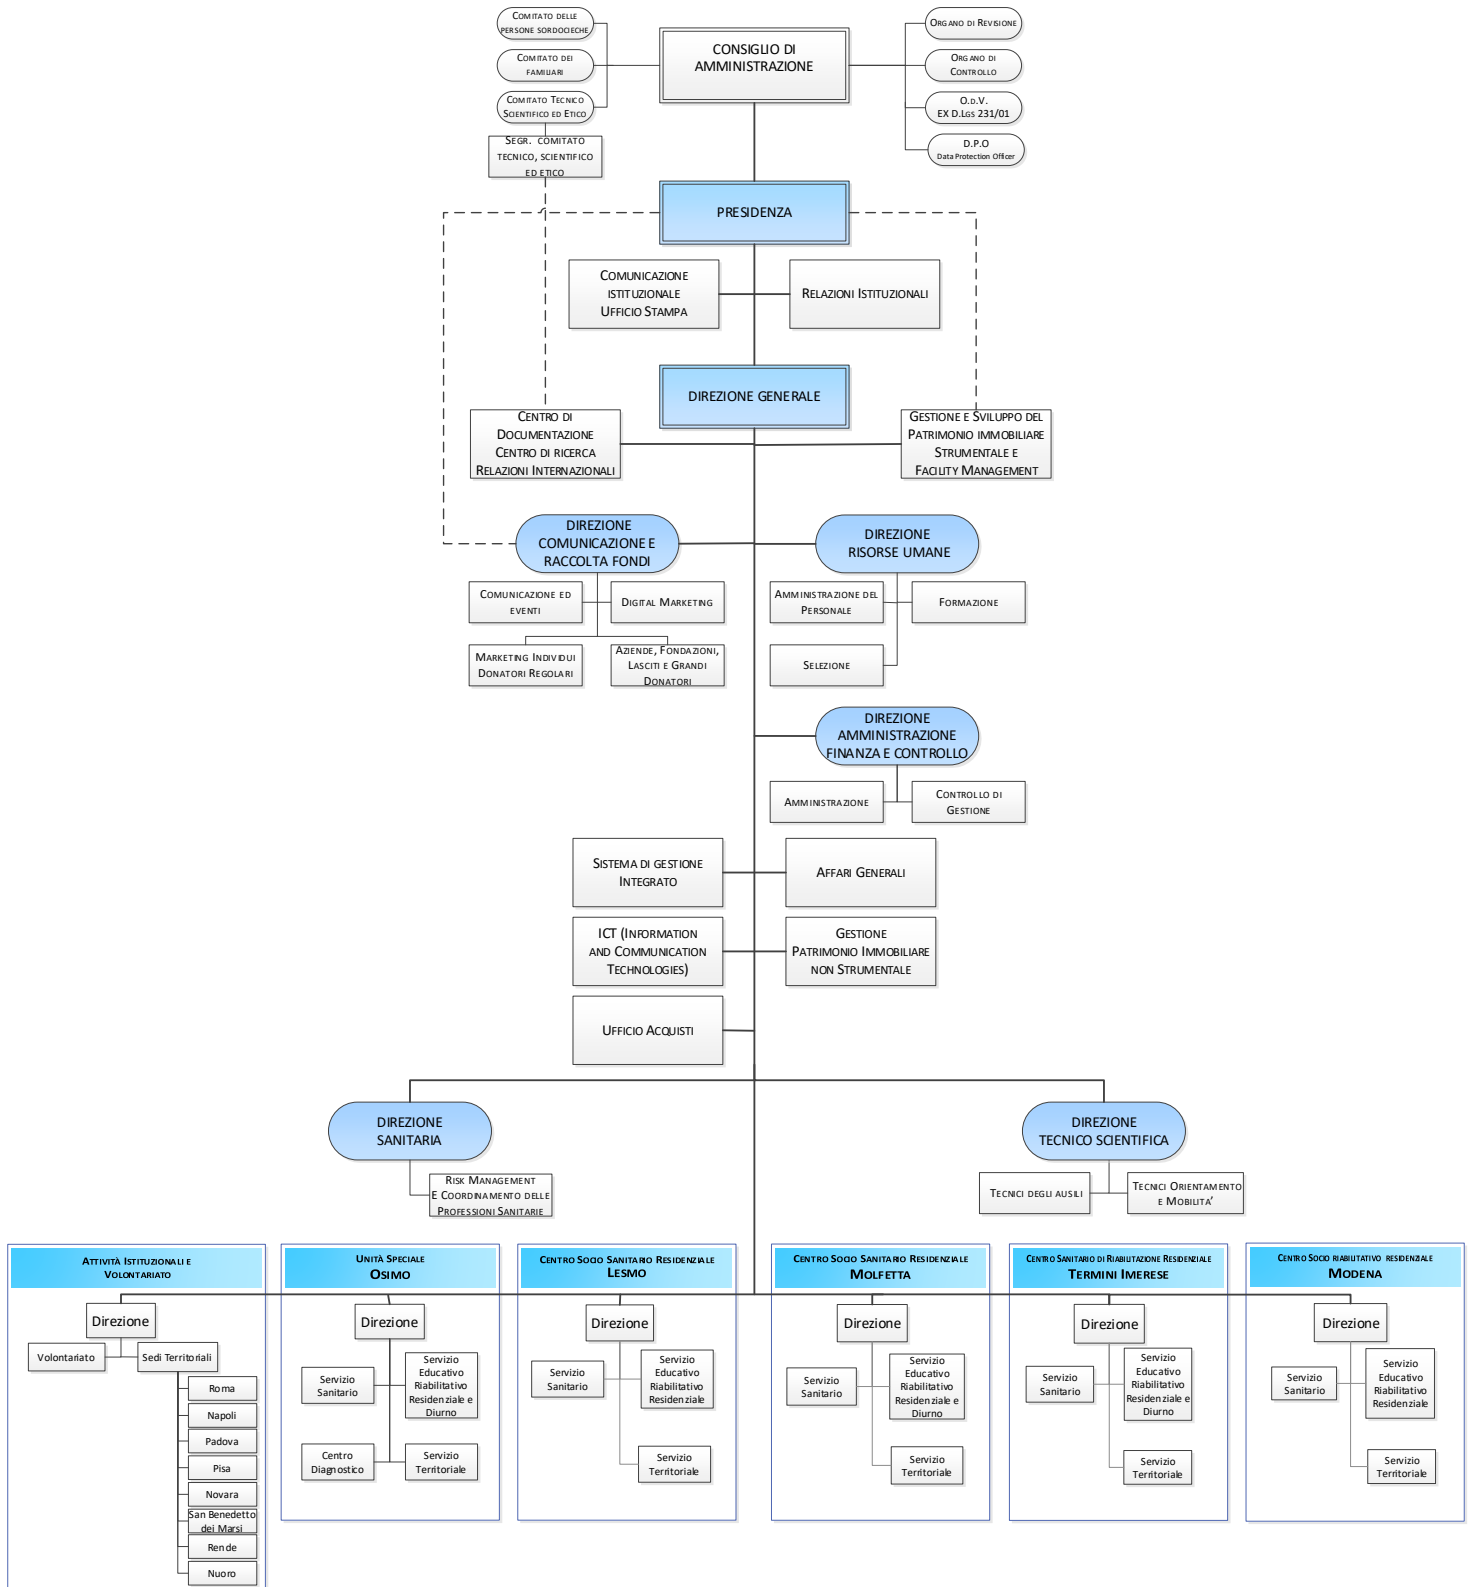 Comitato delle
persone sordocieche
Comitato dei
familiari
Comitato Tecnico
Scientifico ed Etico
Segr. comitato
tecnico, scientifico
ed etico
CONSIGLIO DI
AMMINISTRAZIONE
Organo di Revisione
Organo di
Controllo
O.d.V.
EX D.Lgs 231/01
D.P.O
Data Protection Officer
PRESIDENZA
Comunicazione
istituzionale
Ufficio Stampa
Relazioni Istituzionali
DIREZIONE GENERALE
Centro di
Documentazione
Centro di ricerca
Relazioni Internazionali
Gestione e Sviluppo del
Patrimonio immobiliare
Strumentale e
Facility Management
DIREZIONE
COMUNICAZIONE E
RACCOLTA FONDI
DIREZIONE
RISORSE UMANE
Comunicazione ed
eventi
Digital Marketing
Marketing Individui
Donatori Regolari
Aziende, Fondazioni,
Lasciti e Grandi
Donatori
Amministrazione del
Personale
Formazione
Selezione
DIREZIONE
AMMINISTRAZIONE
FINANZA E CONTROLLO
Amministrazione
Controllo di
Gestione
Sistema di gestione
Integrato
Affari Generali
ICT (Information
and Communication
Technologies)
Gestione
Patrimonio Immobiliare
non Strumentale
Ufficio Acquisti
DIREZIONE
SANITARIA
Risk Management
E Coordinamento delle
Professioni Sanitarie
DIREZIONE
TECNICO SCIENTIFICA
Tecnici degli ausili
Tecnici Orientamento
e Mobilita'
Attività Istituzionali e
Volontariato
Direzione
Volontariato
Sedi Territoriali
Roma
Napoli
Padova
Pisa
Novara
San Benedetto
dei Marsi
Rende
Nuoro
Unità Speciale
Osimo
Direzione
Servizio
Sanitario
Servizio
Educativo
Riabilitativo
Residenziale e
Diurno
Centro
Diagnostico
Servizio
Territoriale
Centro Socio Sanitario Residenziale
Lesmo
Direzione
Servizio
Sanitario
Servizio
Educativo
Riabilitativo
Residenziale
Servizio
Territoriale
Centro Socio Sanitario Residenziale
Molfetta
Direzione
Servizio
Sanitario
Servizio
Educativo
Riabilitativo
Residenziale e
Diurno
Servizio
Territoriale
Centro Sanitario di Riabilitazione Residenziale
Termini Imerese
Direzione
Servizio
Sanitario
Servizio
Educativo
Riabilitativo
Residenziale e
Diurno
Servizio
Territoriale
Centro Socio riabilitativo residenziale
Modena
Direzione
Servizio
Sanitario
Servizio
Educativo
Riabilitativo
Residenziale
Servizio
Territoriale